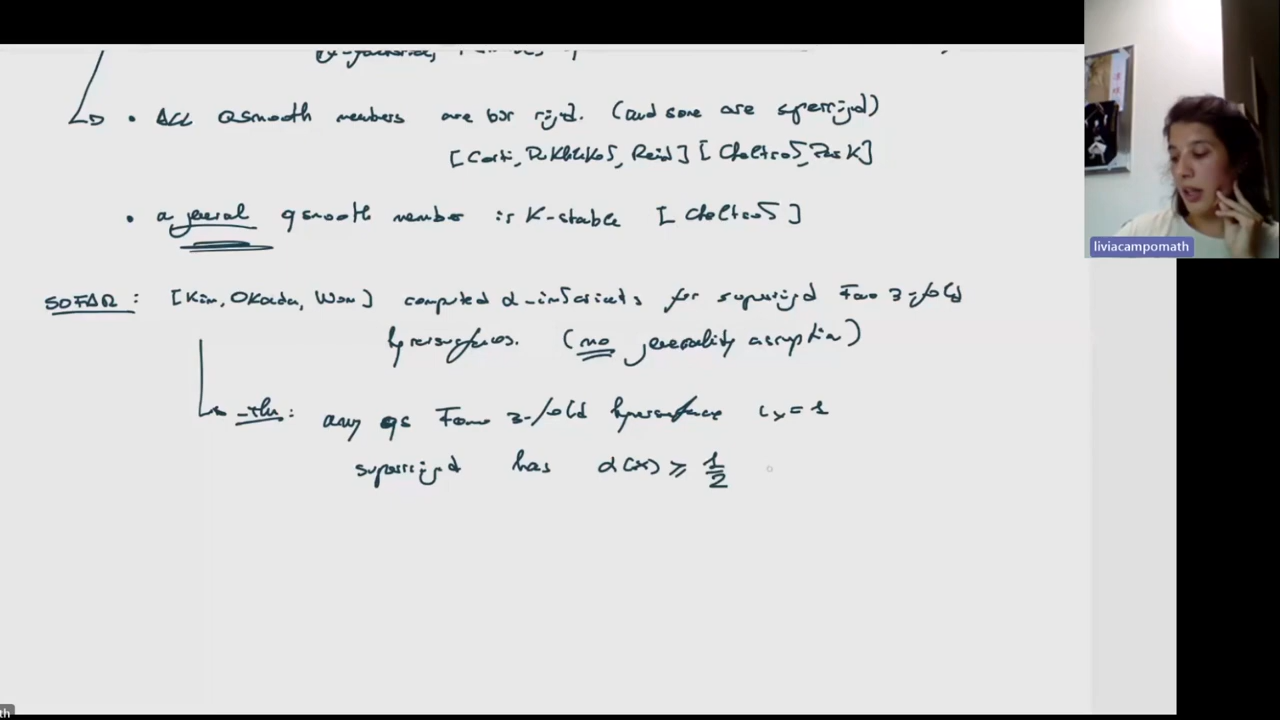 • ALL qsmooth members are bir rigid. (and some are superrigid)
[Corti, Pukhlikov, Reid] [Cheltsov, Park]
• a general qsmooth member is K-stable [Cheltsov]
SOFAR: [Kim, Okada, Won] computed α-invariants for superrigid Fano 3-fold
hypersurfaces. (no generality assumption)
-thm: any qs Fano 3-fold hypersurface ιx = 1
superrigid has α(X) ≥ 1/2
liviacampomath
th